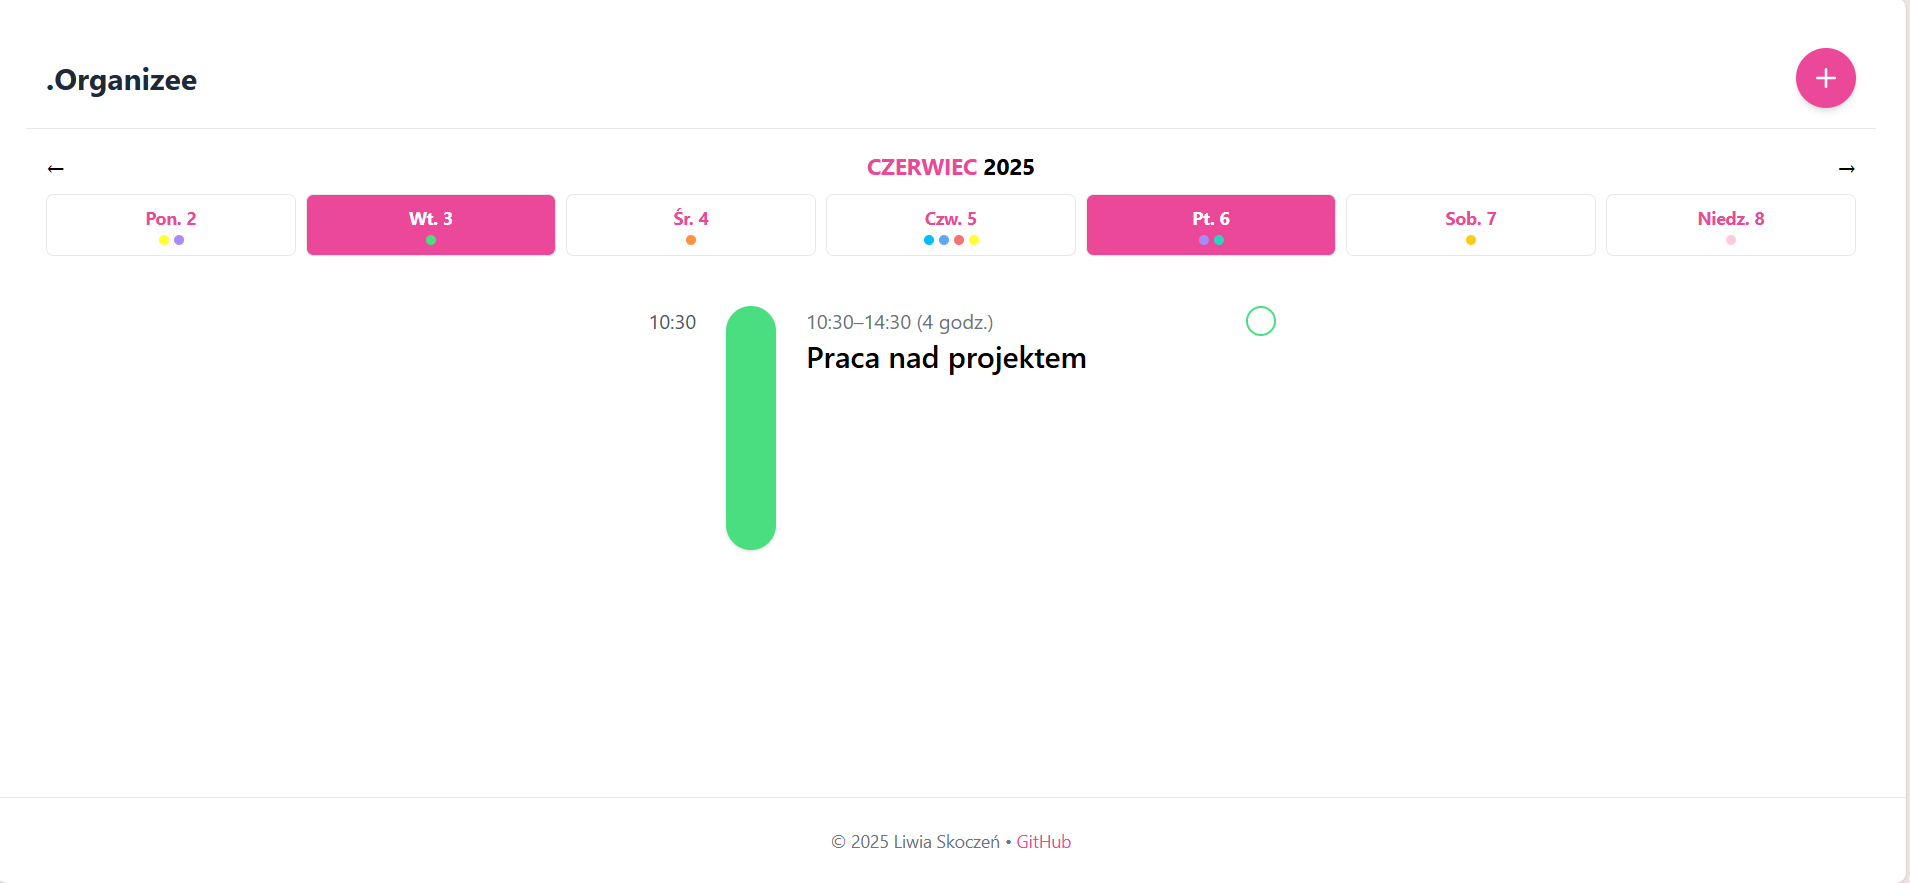 .Organizee
+
← CZERWIEC 2025 →
Pon. 2 Wt. 3 Śr. 4 Czw. 5 Pt. 6 Sob. 7 Niedz. 8
10:30 10:30–14:30 (4 godz.)
Praca nad projektem
© 2025 Liwia Skoczeń • GitHub